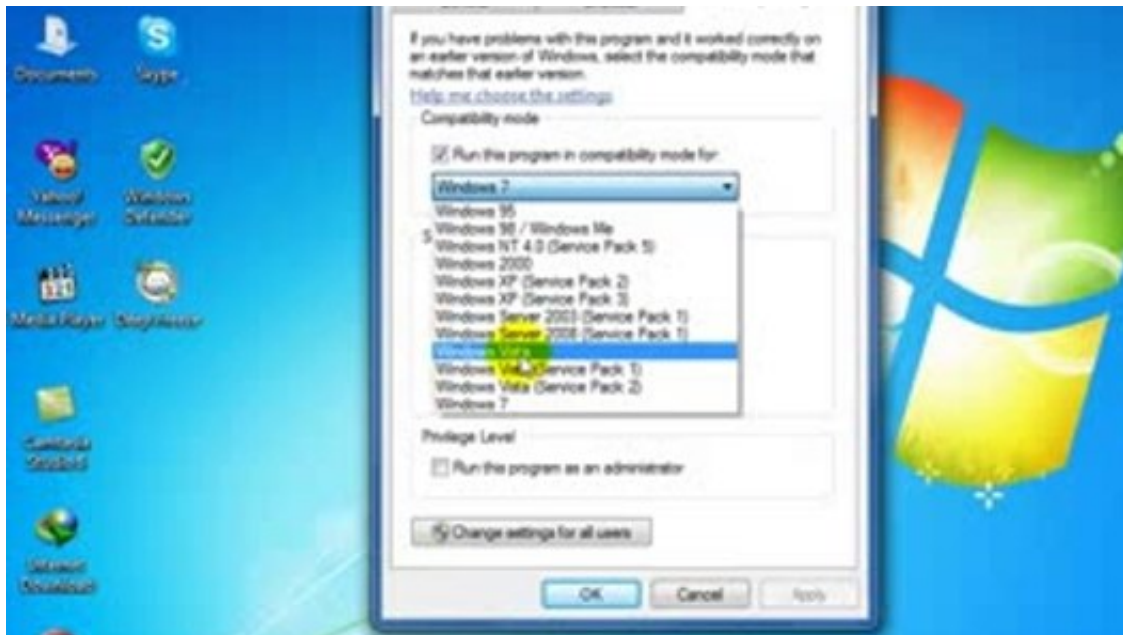 Documents
Skype
Yahoo!
Messenger
Windows
Defender
Media Player
Camtasia
Studio 8
Internet
Download
If you have problems with this program and it worked correctly on
an earlier version of Windows, select the compatibility mode that
matches that earlier version.
Help me choose the settings
Compatibility mode
Run this program in compatibility mode for:
Windows 7
Windows 95
Windows 98 / Windows Me
Windows NT 4.0 (Service Pack 5)
Windows 2000
Windows XP (Service Pack 2)
Windows XP (Service Pack 3)
Windows Server 2003 (Service Pack 1)
Windows Server 2008 (Service Pack 1)
Windows Vista
Windows Vista (Service Pack 1)
Windows Vista (Service Pack 2)
Windows 7
Privilege Level
Run this program as an administrator
Change settings for all users
OK
Cancel
Apply